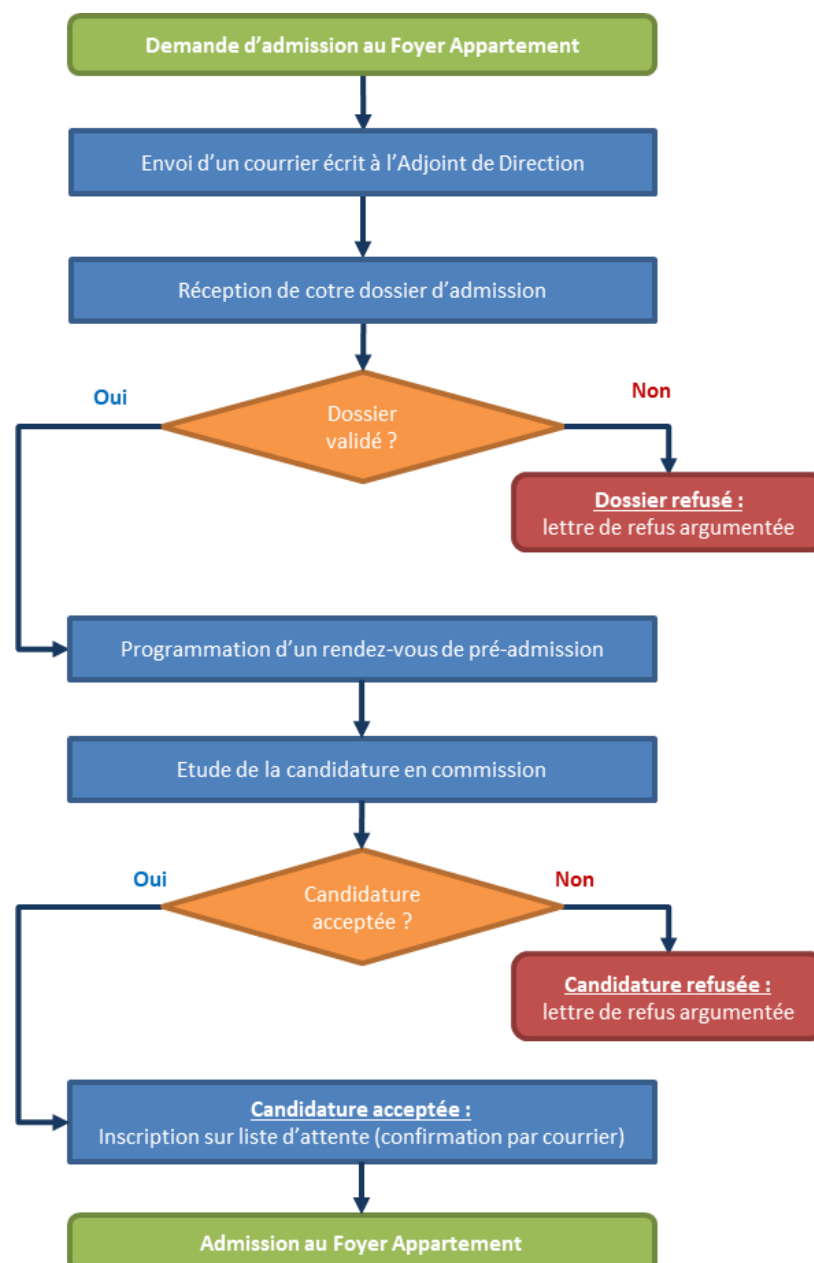 Demande d'admission au Foyer Appartement
Envoi d'un courrier écrit à l'Adjoint de Direction
Réception de cotre dossier d'admission
Oui
Non
Dossier
validé ?
Dossier refusé :
lettre de refus argumentée
Programmation d'un rendez-vous de pré-admission
Etude de la candidature en commission
Oui
Non
Candidature
acceptée ?
Candidature refusée :
lettre de refus argumentée
Candidature acceptée :
Inscription sur liste d'attente (confirmation par courrier)
Admission au Foyer Appartement